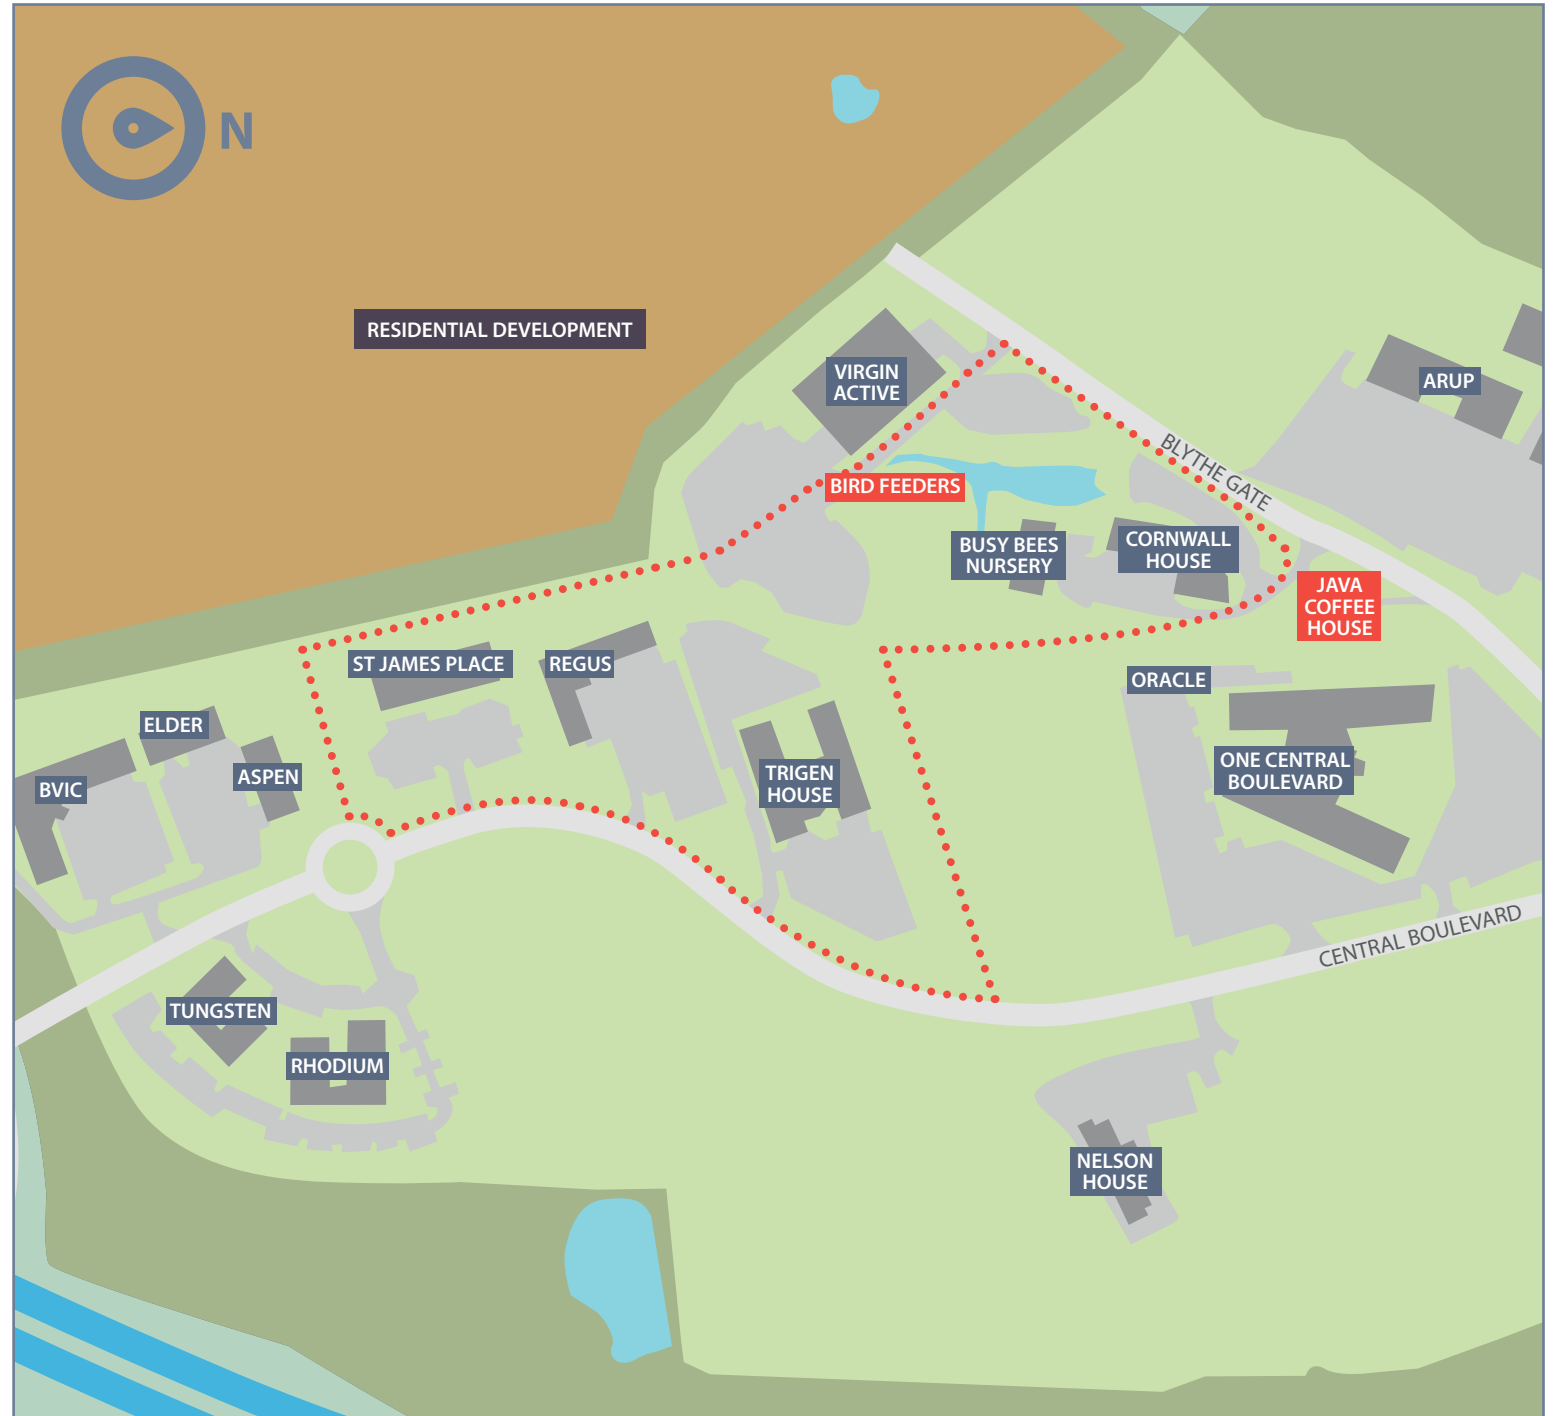 N
RESIDENTIAL DEVELOPMENT
VIRGIN
ACTIVE
ARUP
BLYTHE GATE
BIRD FEEDERS
BUSY BEES
NURSERY
CORNWALL
HOUSE
JAVA
COFFEE
HOUSE
ST JAMES PLACE
REGUS
ORACLE
ELDER
BVIC
ASPEN
TRIGEN
HOUSE
ONE CENTRAL
BOULEVARD
CENTRAL BOULEVARD
TUNGSTEN
RHODIUM
NELSON
HOUSE